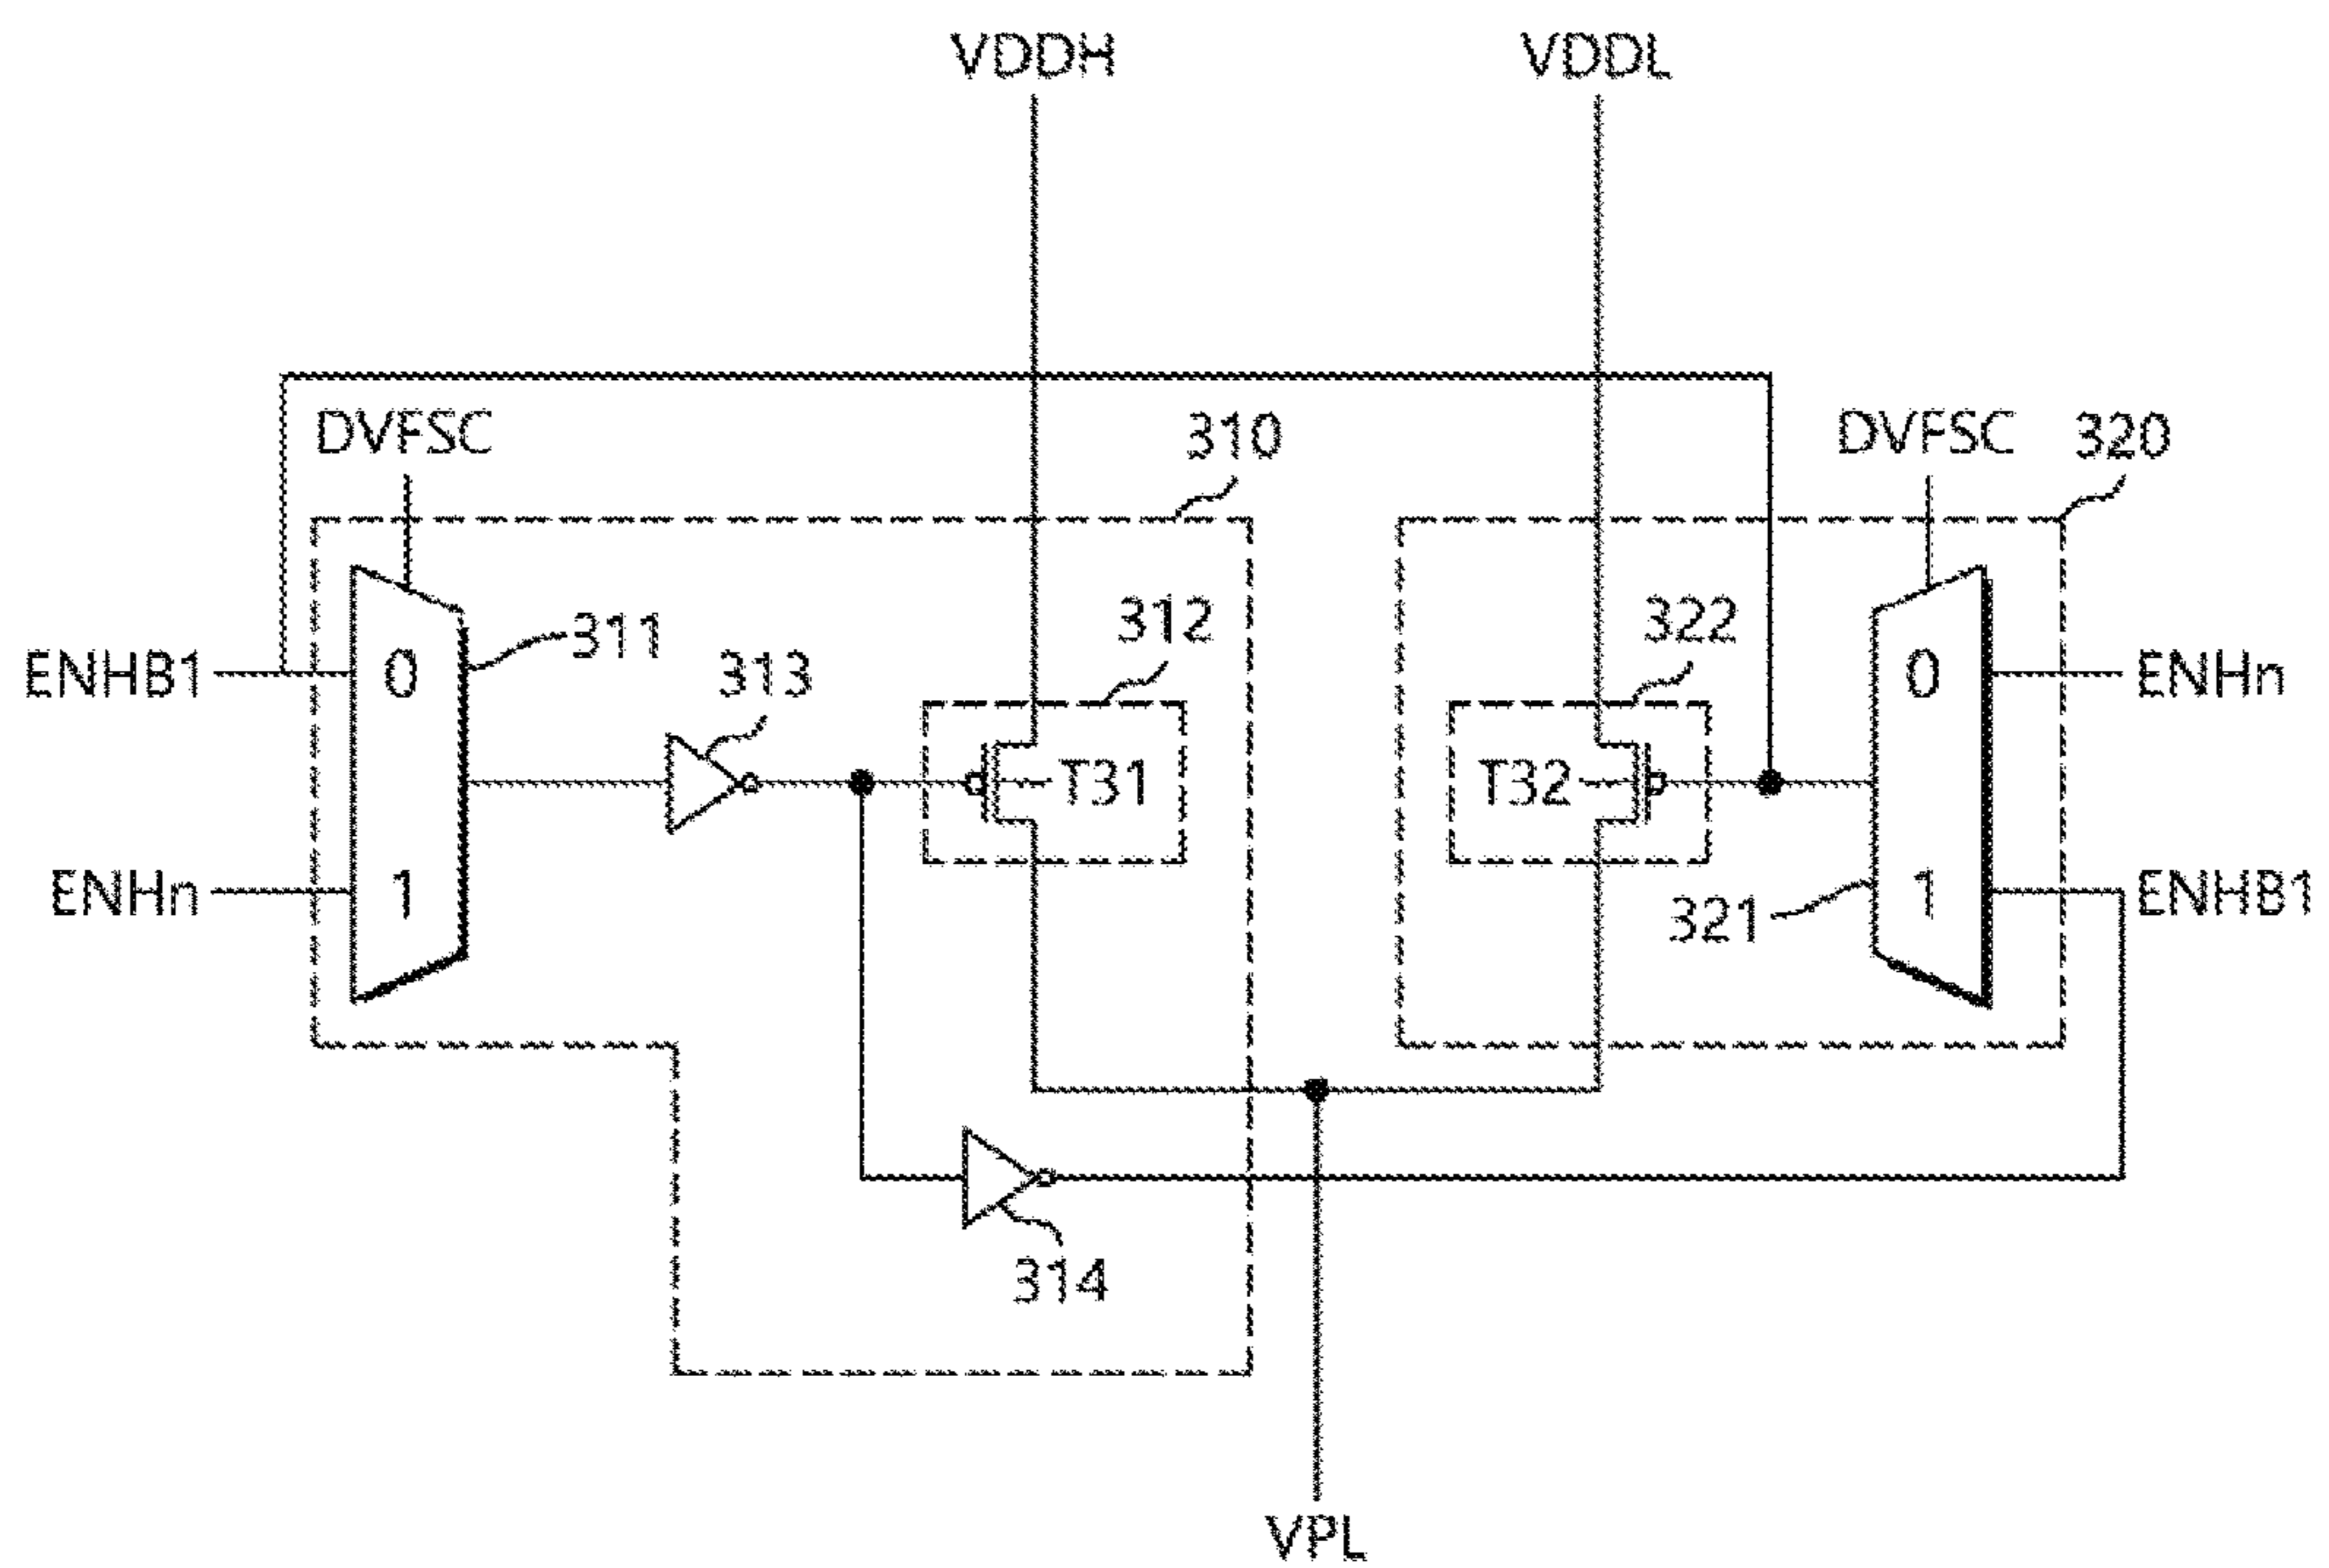 VDDH VDDL
DVFSC 310 DVFSC 320
312 322
ENHB1 0 311 313 0 ENHn
T31 T32
ENHn 1 321 1 ENHB1
314
VPL